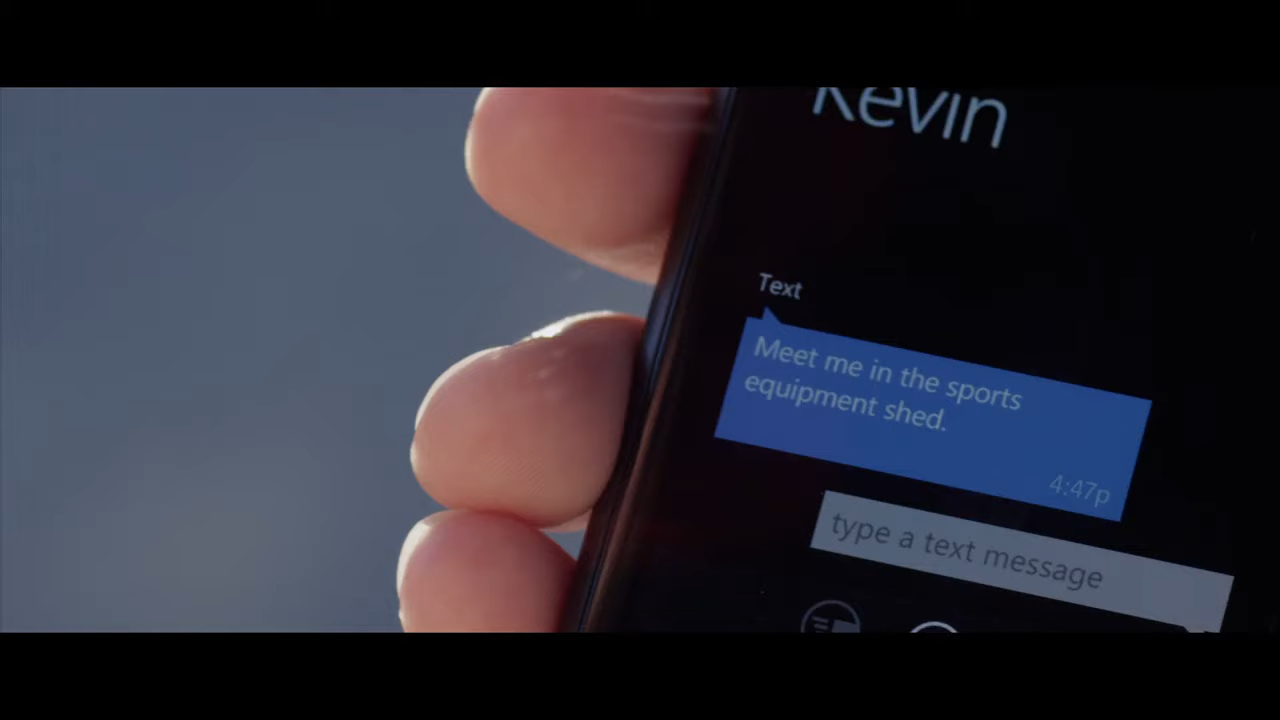 Kevin
Text
Meet me in the sports
equipment shed.
4:47p
type a text message